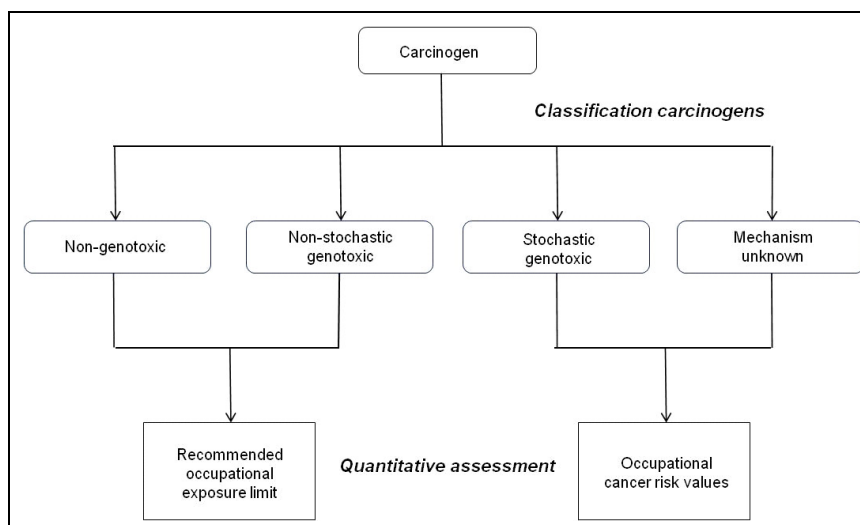 Carcinogen
Classification carcinogens
Non-genotoxic
Non-stochastic
genotoxic
Stochastic
genotoxic
Mechanism
unknown
Recommended
occupational
exposure limit
Quantitative assessment
Occupational
cancer risk values